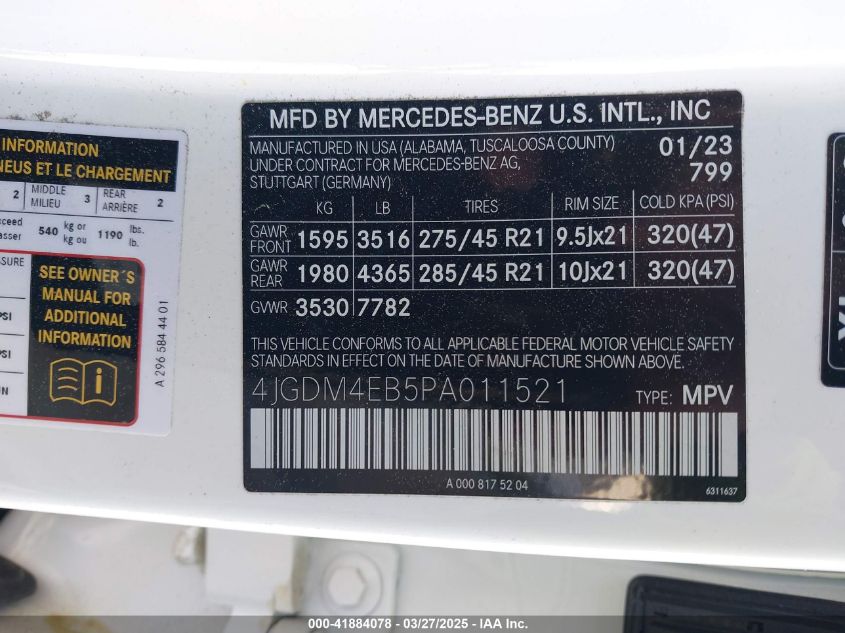 INFORMATION
NEUS ET LE CHARGEMENT
2 MIDDLE MILIEU 3 REAR ARRIÈRE 2
540 kg or kg ou 1190 lbs. lb.
SEE OWNER´S
MANUAL FOR
ADDITIONAL
INFORMATION
i
A 296 584 44 01
MFD BY MERCEDES-BENZ U.S. INTL., INC
MANUFACTURED IN USA (ALABAMA, TUSCALOOSA COUNTY) 01/23
UNDER CONTRACT FOR MERCEDES-BENZ AG, 799
STUTTGART (GERMANY)
KG LB TIRES RIM SIZE COLD KPA (PSI)
GAWR FRONT 1595 3516 275/45 R21 9.5Jx21 320(47)
GAWR REAR 1980 4365 285/45 R21 10Jx21 320(47)
GVWR 3530 7782
THIS VEHICLE CONFORMS TO ALL APPLICABLE FEDERAL MOTOR VEHICLE SAFETY
STANDARDS IN EFFECT ON THE DATE OF MANUFACTURE SHOWN ABOVE.
4JGDM4EB5PA011521 TYPE: MPV
A 000 817 52 04
6311637
000-41884078 - 03/27/2025 - IAAI.com